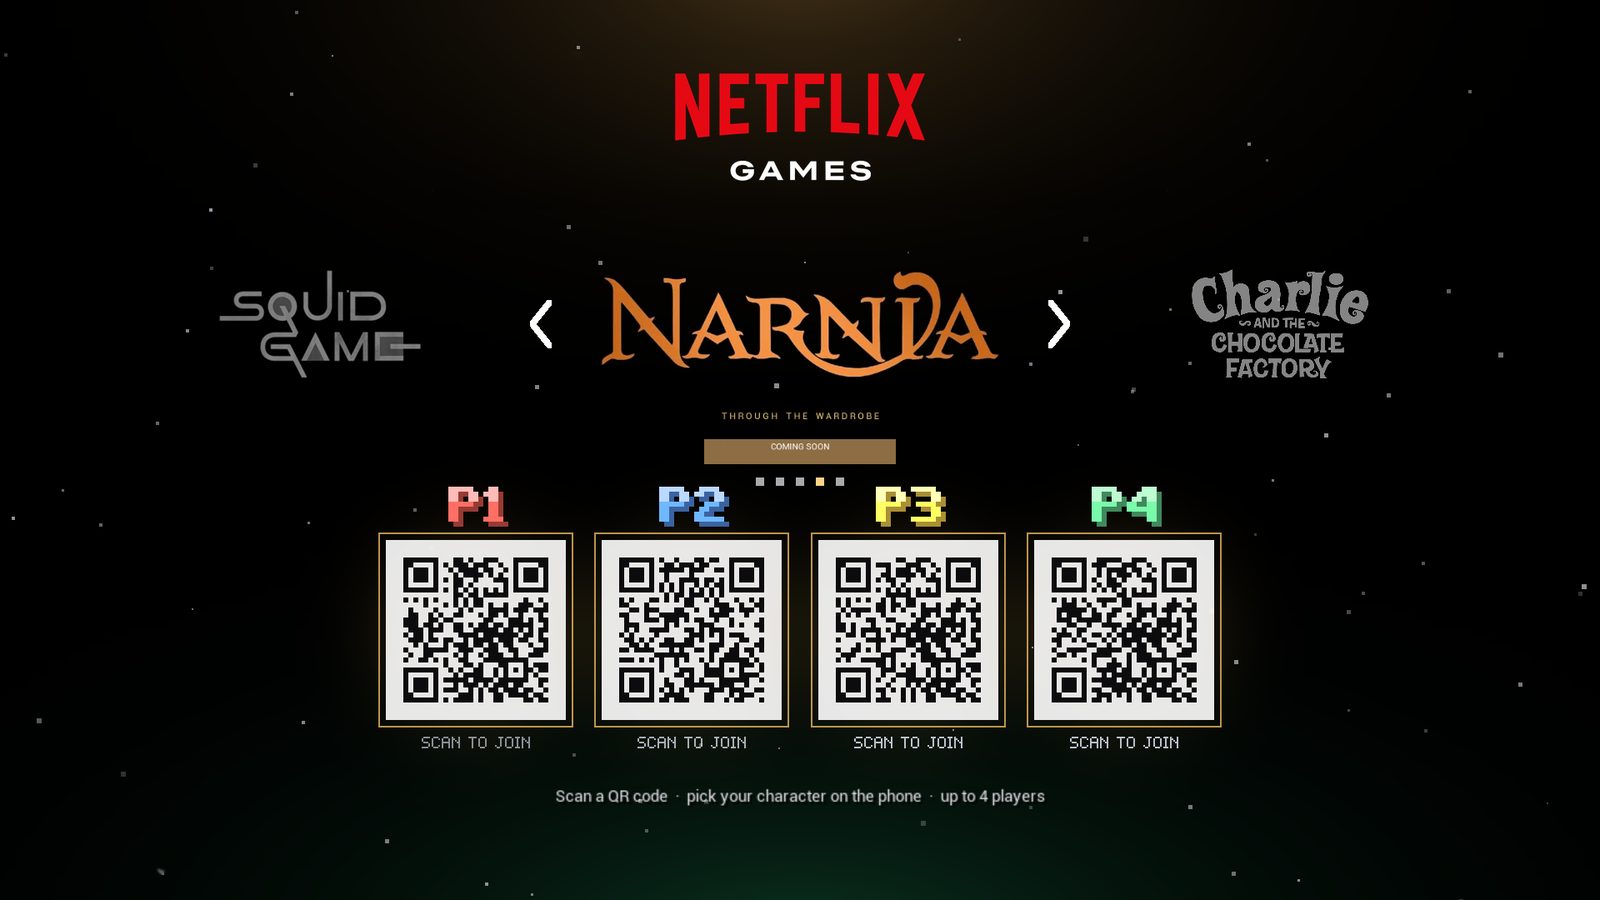 NETFLIX
GAMES
SQUID GAME
NARNIA
Charlie AND THE CHOCOLATE FACTORY
THROUGH THE WARDROBE
COMING SOON
P1 P2 P3 P4
SCAN TO JOIN SCAN TO JOIN SCAN TO JOIN SCAN TO JOIN
Scan a QR code · pick your character on the phone · up to 4 players